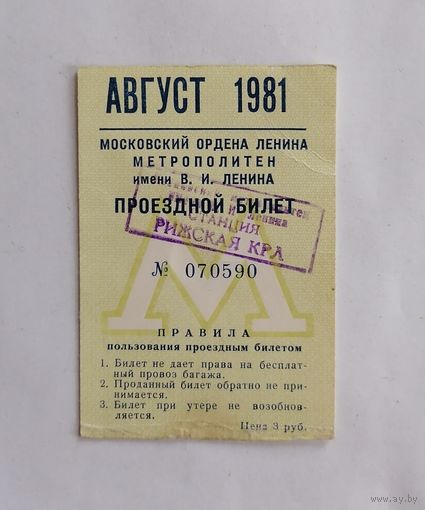 АВГУСТ 1981
МОСКОВСКИЙ ОРДЕНА ЛЕНИНА
МЕТРОПОЛИТЕН
имени В. И. ЛЕНИНА
ПРОЕЗДНОЙ БИЛЕТ
СТАНЦИЯ
РИЖСКАЯ КРА
№ 070590
М
ПРАВИЛА
пользования проездным билетом
1. Билет не дает права на бесплат-
ный провоз багажа.
2. Проданный билет обратно не при-
нимается.
3. Билет при утере не возобнов-
ляется.
Цена 3 руб.
www.ay.by